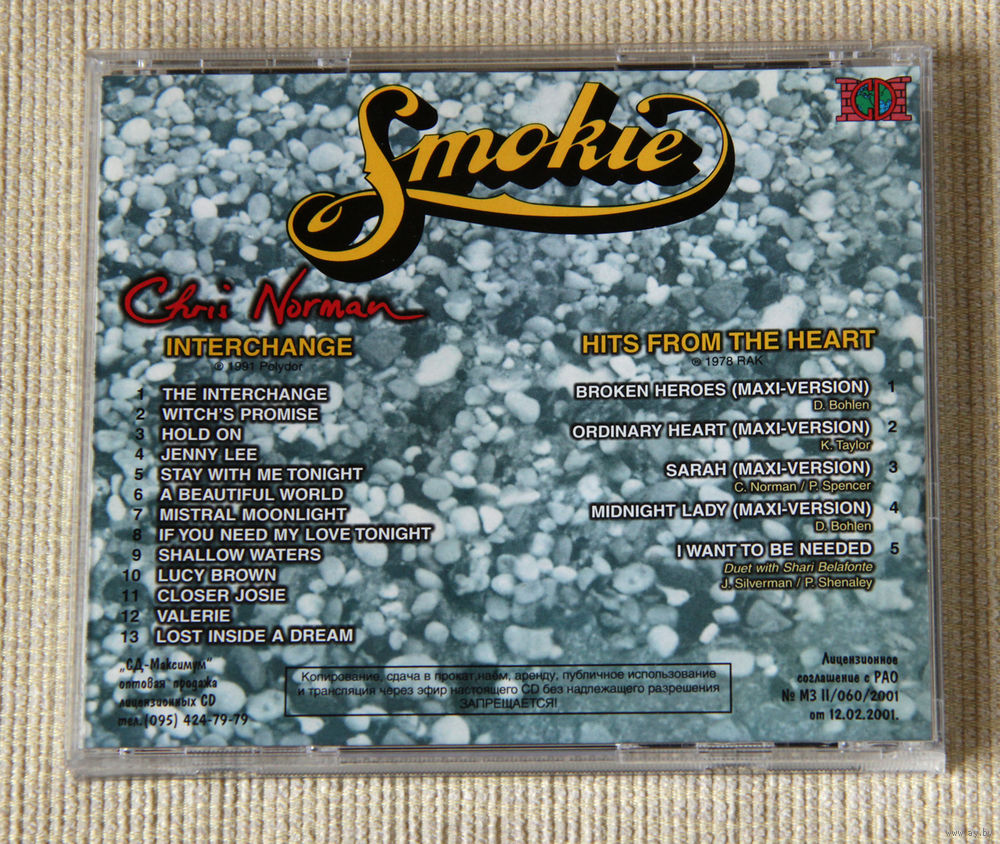 Smokie
CD
Chris Norman
INTERCHANGE
℗ 1991 Polydor
1 THE INTERCHANGE
2 WITCH'S PROMISE
3 HOLD ON
4 JENNY LEE
5 STAY WITH ME TONIGHT
6 A BEAUTIFUL WORLD
7 MISTRAL MOONLIGHT
8 IF YOU NEED MY LOVE TONIGHT
9 SHALLOW WATERS
10 LUCY BROWN
11 CLOSER JOSIE
12 VALERIE
13 LOST INSIDE A DREAM
HITS FROM THE HEART
℗ 1978 RAK
BROKEN HEROES (MAXI-VERSION) 1
D. Bohlen
ORDINARY HEART (MAXI-VERSION) 2
K. Taylor
SARAH (MAXI-VERSION) 3
C. Norman / P. Spencer
MIDNIGHT LADY (MAXI-VERSION) 4
D. Bohlen
I WANT TO BE NEEDED 5
Duet with Shari Belafonte
J. Silverman / P. Shenaley
„СД-Максимум"
оптовая продажа
лицензионных CD
тел.(095) 424-79-79
Копирование, сдача в прокат,наём, аренду, публичное использование
и трансляция через эфир настоящего CD без надлежащего разрешения
ЗАПРЕЩАЕТСЯ!
Лицензионное
соглашение с РАО
№ МЗ II/060/2001
от 12.02.2001.
www.ay.by